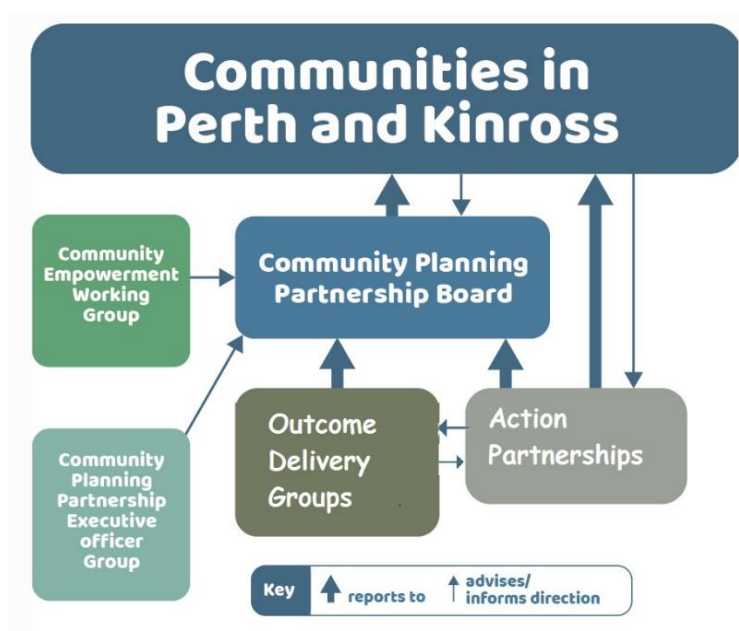 Communities in
Perth and Kinross
Community
Empowerment
Working
Group
Community Planning
Partnership Board
Outcome
Delivery
Groups
Action
Partnerships
Community
Planning
Partnership
Executive
officer
Group
Key
reports to
advises/
informs direction